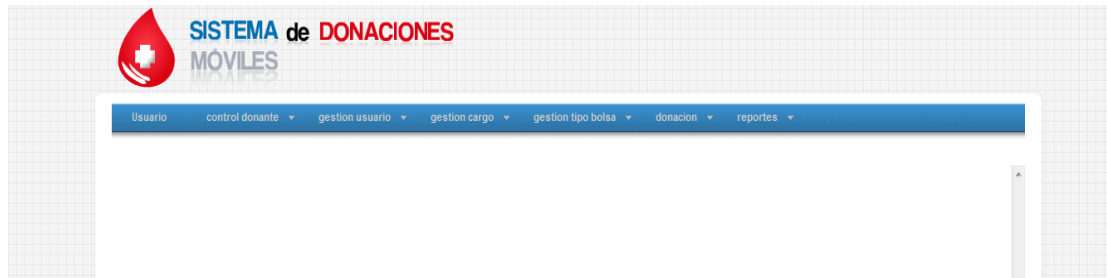 SISTEMA de DONACIONES
MÓVILES
Usuario control donante gestion usuario gestion cargo gestion tipo bolsa donacion reportes